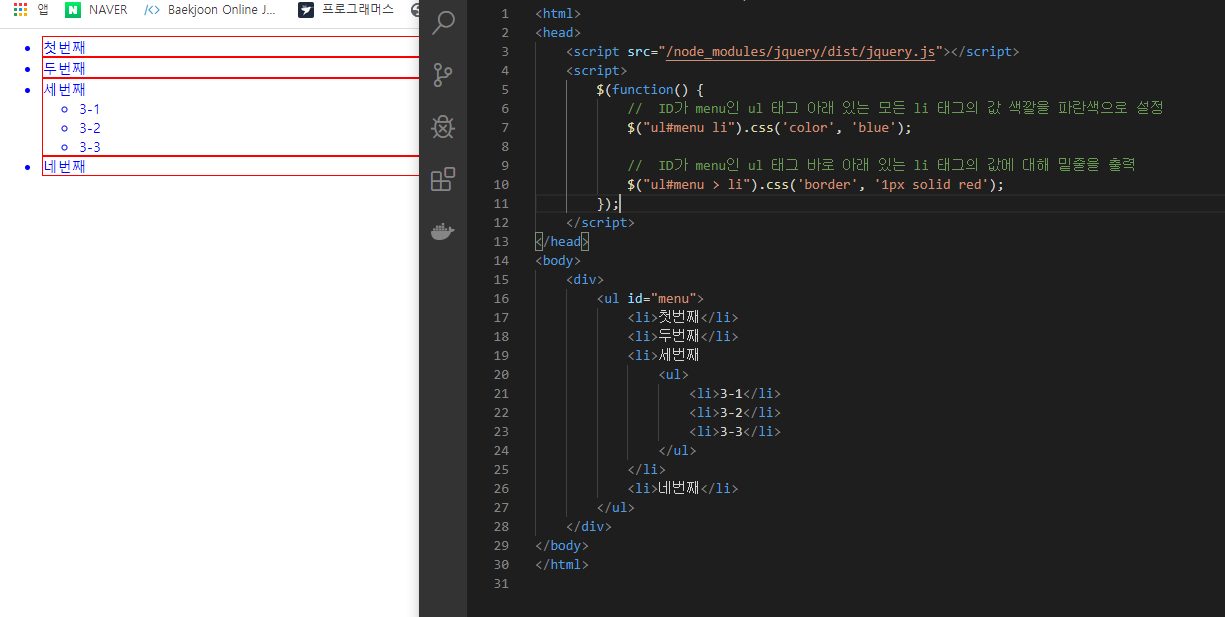 앱 NAVER </> Baekjoon Online J... 프로그래머스
첫번째
두번째
세번째
3-1
3-2
3-3
네번째
1 <html>
2 <head>
3 <script src="/node_modules/jquery/dist/jquery.js"></script>
4 <script>
5 $(function() {
6 // ID가 menu인 ul 태그 아래 있는 모든 li 태그의 값 색깔을 파란색으로 설정
7 $("ul#menu li").css('color', 'blue');
8
9 // ID가 menu인 ul 태그 바로 아래 있는 li 태그의 값에 대해 밑줄을 출력
10 $("ul#menu > li").css('border', '1px solid red');
11 });
12 </script>
13 </head>
14 <body>
15 <div>
16 <ul id="menu">
17 <li>첫번째</li>
18 <li>두번째</li>
19 <li>세번째
20 <ul>
21 <li>3-1</li>
22 <li>3-2</li>
23 <li>3-3</li>
24 </ul>
25 </li>
26 <li>네번째</li>
27 </ul>
28 </div>
29 </body>
30 </html>
31